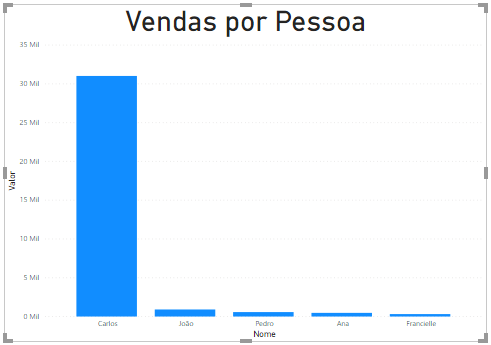 Vendas por Pessoa
35 Mil
30 Mil
25 Mil
20 Mil
15 Mil
10 Mil
5 Mil
0 Mil
Valor
Carlos João Pedro Ana Francielle
Nome